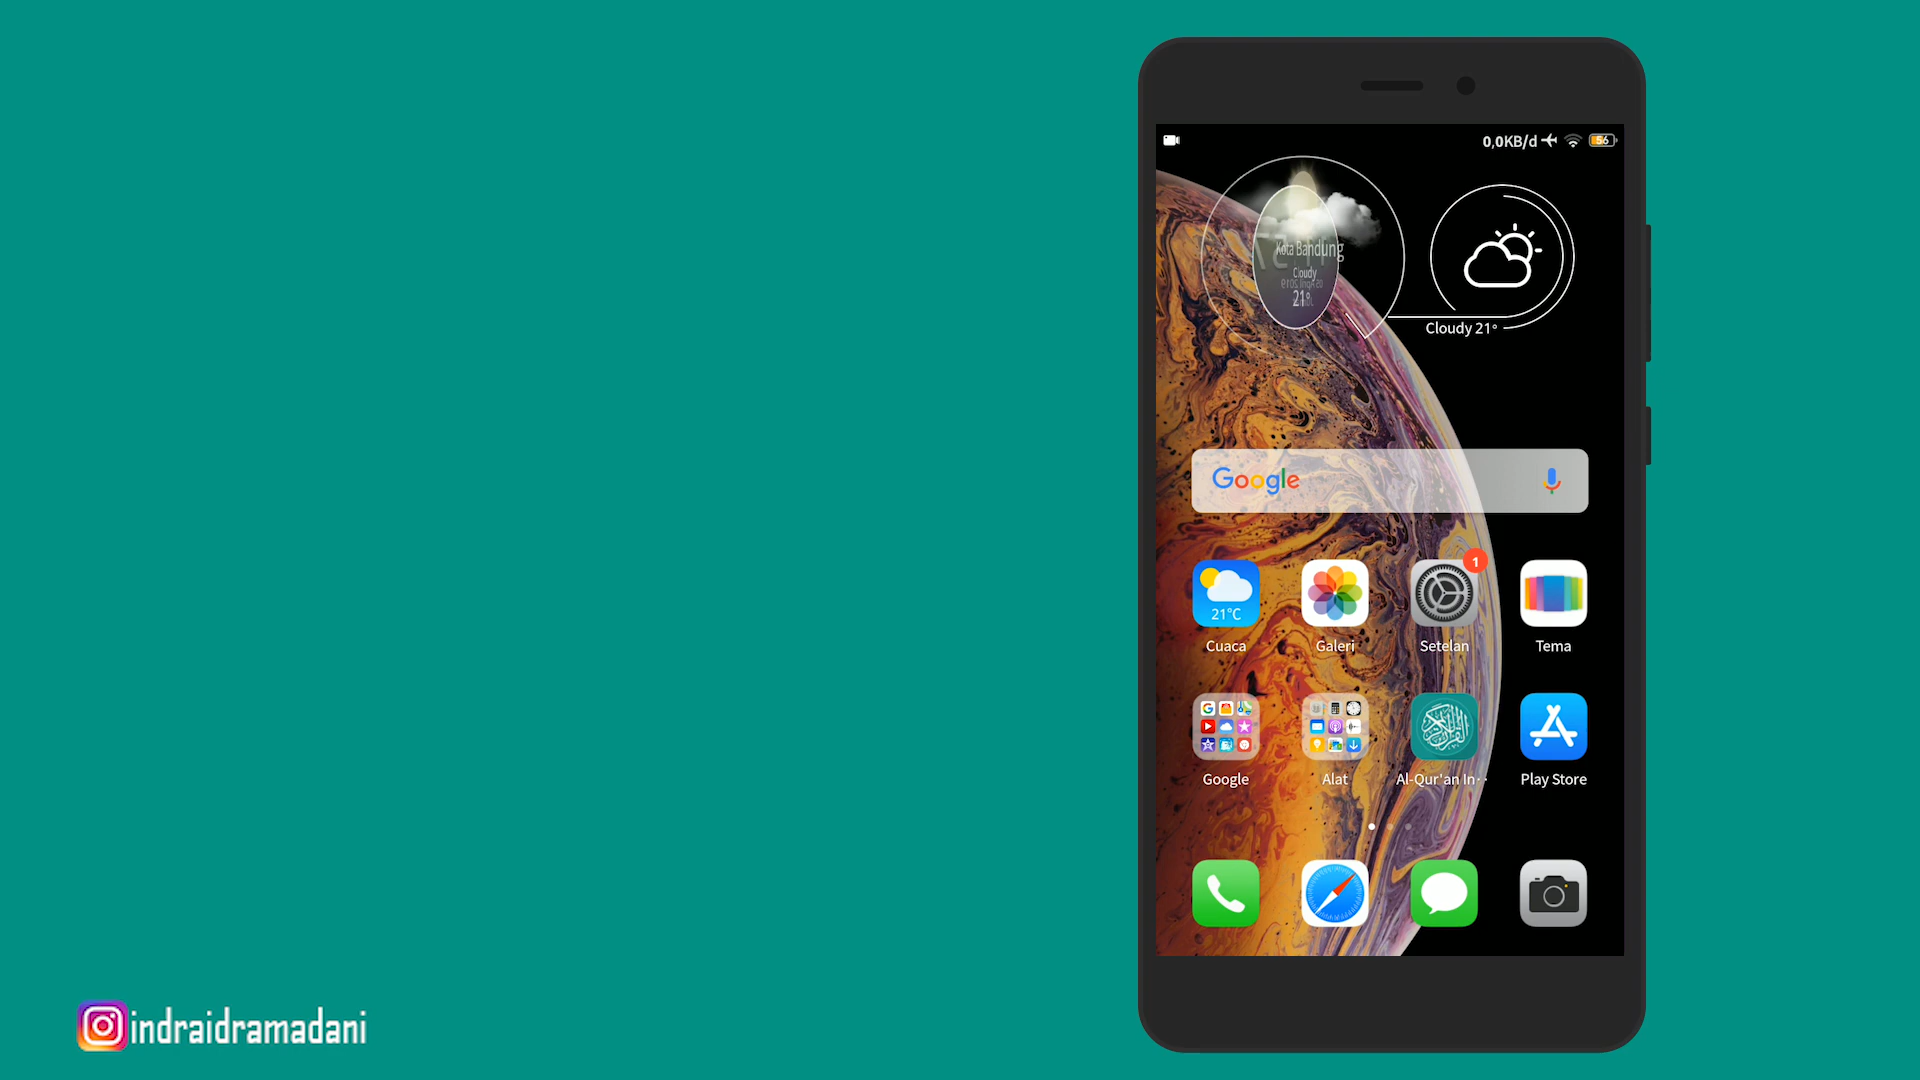 0,0KB/d
56
Kota Bandung
Cloudy
21°
Cloudy 21°
Google
1
21°C
Cuaca
Galeri
Setelan
Tema
Google
Alat
Al-Qur'an In··
Play Store
indraidramadani